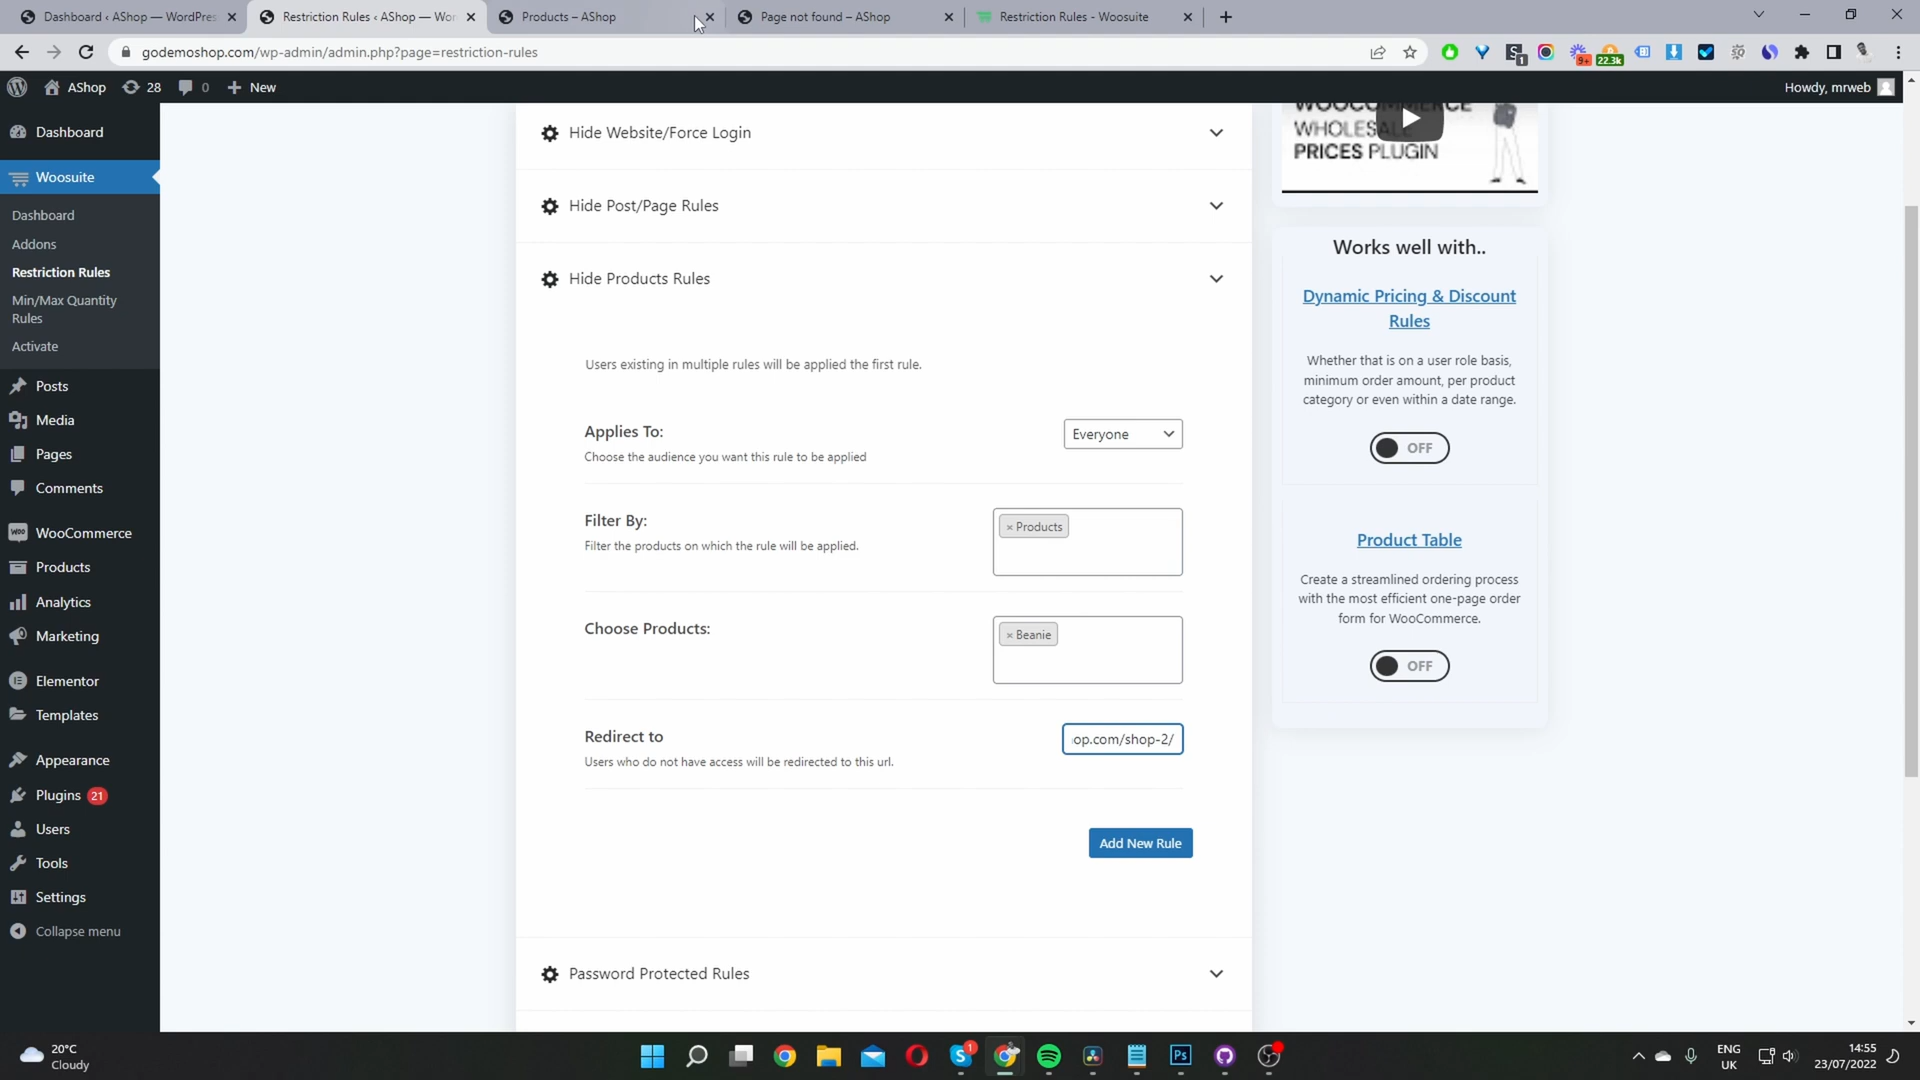 Dashboard ‹ AShop — WordPres
Restriction Rules ‹ AShop — Wor
Products – AShop
Page not found – AShop
Restriction Rules - Woosuite
godemoshop.com/wp-admin/admin.php?page=restriction-rules
1
9+
22.3k
AShop
28
0
New
Howdy, mrweb
Dashboard
Woosuite
Dashboard
Addons
Restriction Rules
Min/Max Quantity
Rules
Activate
Posts
Media
Pages
Comments
WooCommerce
Products
Analytics
Marketing
Elementor
Templates
Appearance
Plugins 21
Users
Tools
Settings
Collapse menu
Hide Website/Force Login
Hide Post/Page Rules
Hide Products Rules
Users existing in multiple rules will be applied the first rule.
Applies To:
Everyone
Choose the audience you want this rule to be applied
Filter By:
× Products
Filter the products on which the rule will be applied.
Choose Products:
× Beanie
Redirect to
op.com/shop-2/
Users who do not have access will be redirected to this url.
Add New Rule
Password Protected Rules
WOOCOMMERCE
WHOLESALE
PRICES PLUGIN
Works well with..
Dynamic Pricing & Discount
Rules
Whether that is on a user role basis,
minimum order amount, per product
category or even within a date range.
OFF
Product Table
Create a streamlined ordering process
with the most efficient one-page order
form for WooCommerce.
OFF
20°C
Cloudy
1
Ps
ENG
UK
14:55
23/07/2022